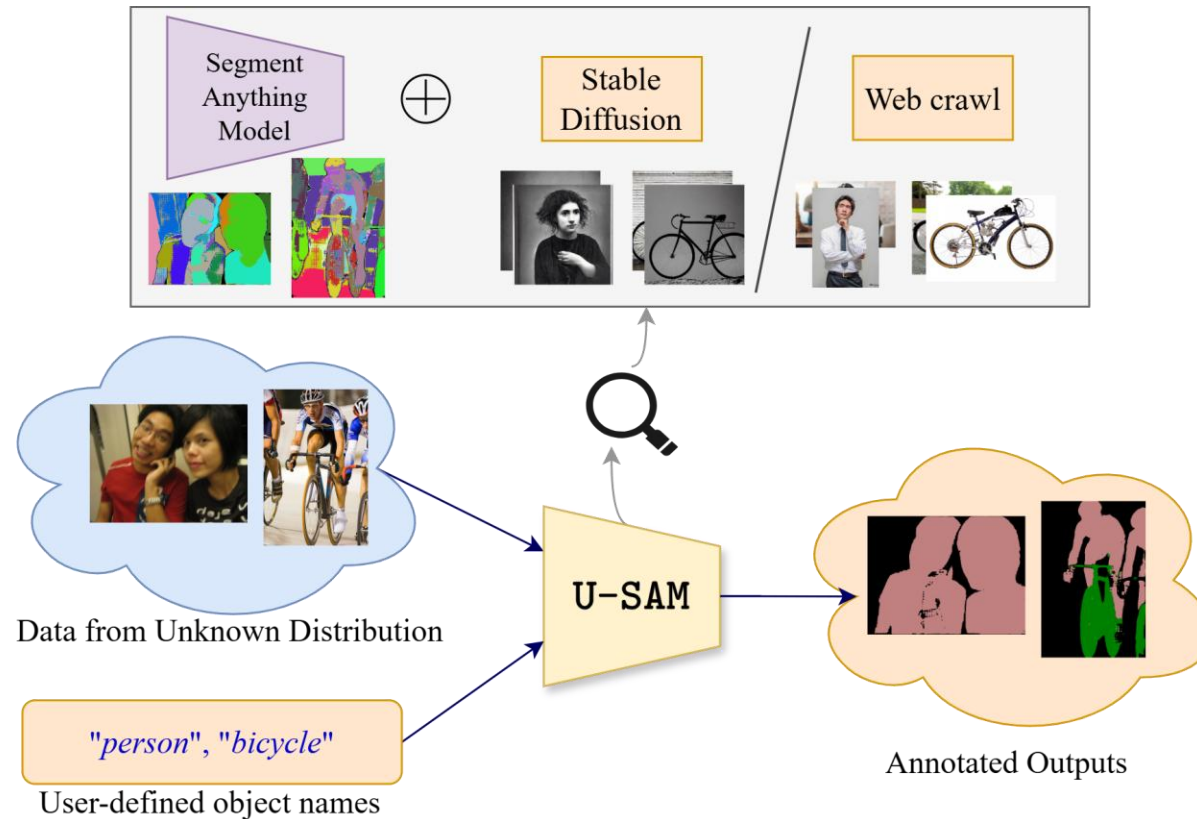 Segment
Anything
Model
Stable
Diffusion
Web crawl
Data from Unknown Distribution
U-SAM
"person", "bicycle"
User-defined object names
Annotated Outputs